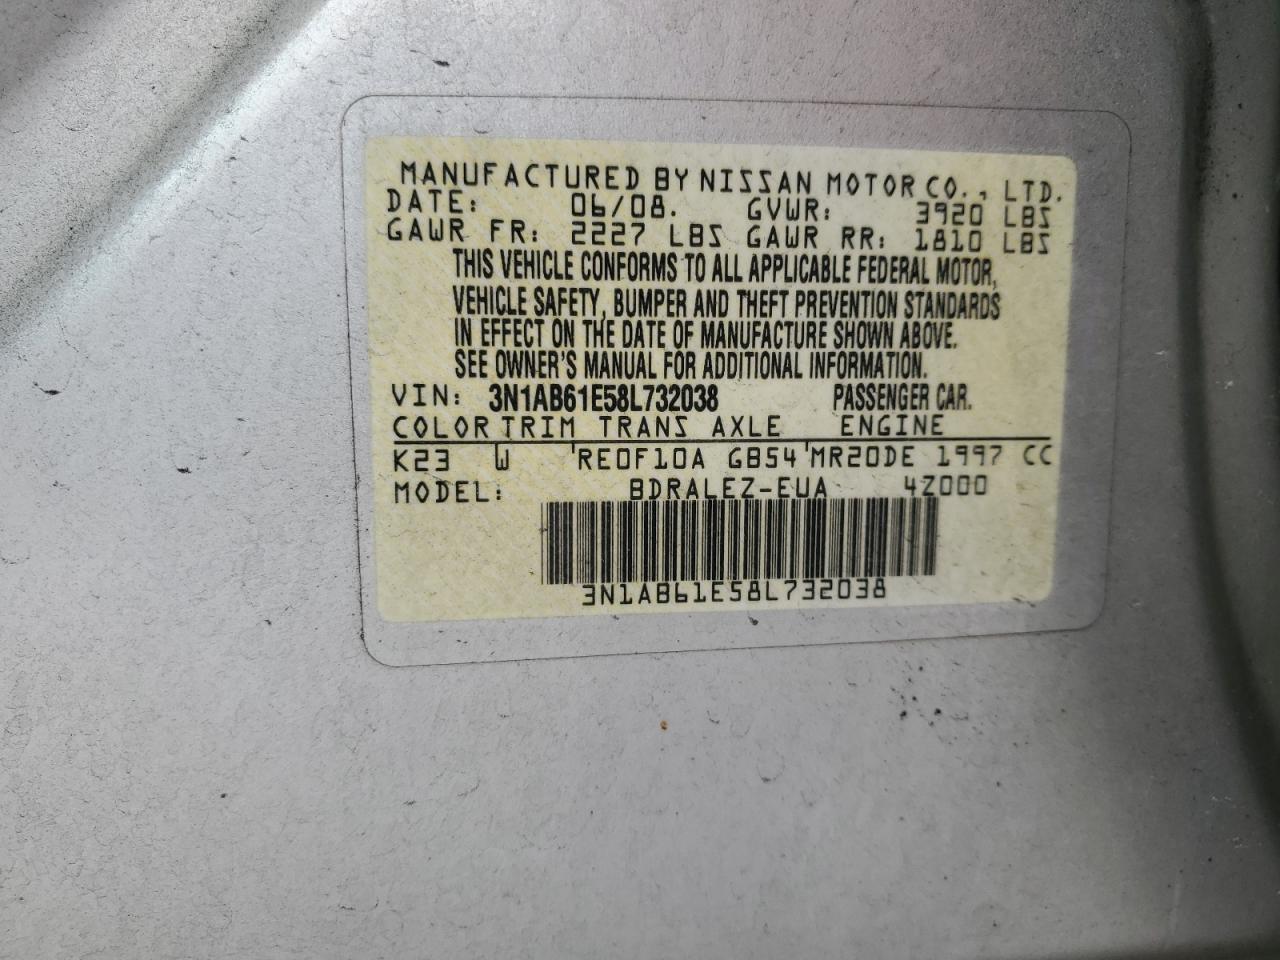 MANUFACTURED BY NISSAN MOTOR CO., LTD.
DATE: 06/08. GVWR: 3920 LBS
GAWR FR: 2227 LBS GAWR RR: 1810 LBS
THIS VEHICLE CONFORMS TO ALL APPLICABLE FEDERAL MOTOR,
VEHICLE SAFETY, BUMPER AND THEFT PREVENTION STANDARDS
IN EFFECT ON THE DATE OF MANUFACTURE SHOWN ABOVE.
SEE OWNER'S MANUAL FOR ADDITIONAL INFORMATION.
VIN: 3N1AB61E58L732038 PASSENGER CAR.
COLOR TRIM TRANS AXLE ENGINE
K23 W RE0F10A GB54 MR20DE 1997 CC
MODEL: BDRALEZ-EUA 4Z000
3N1AB61E58L732038